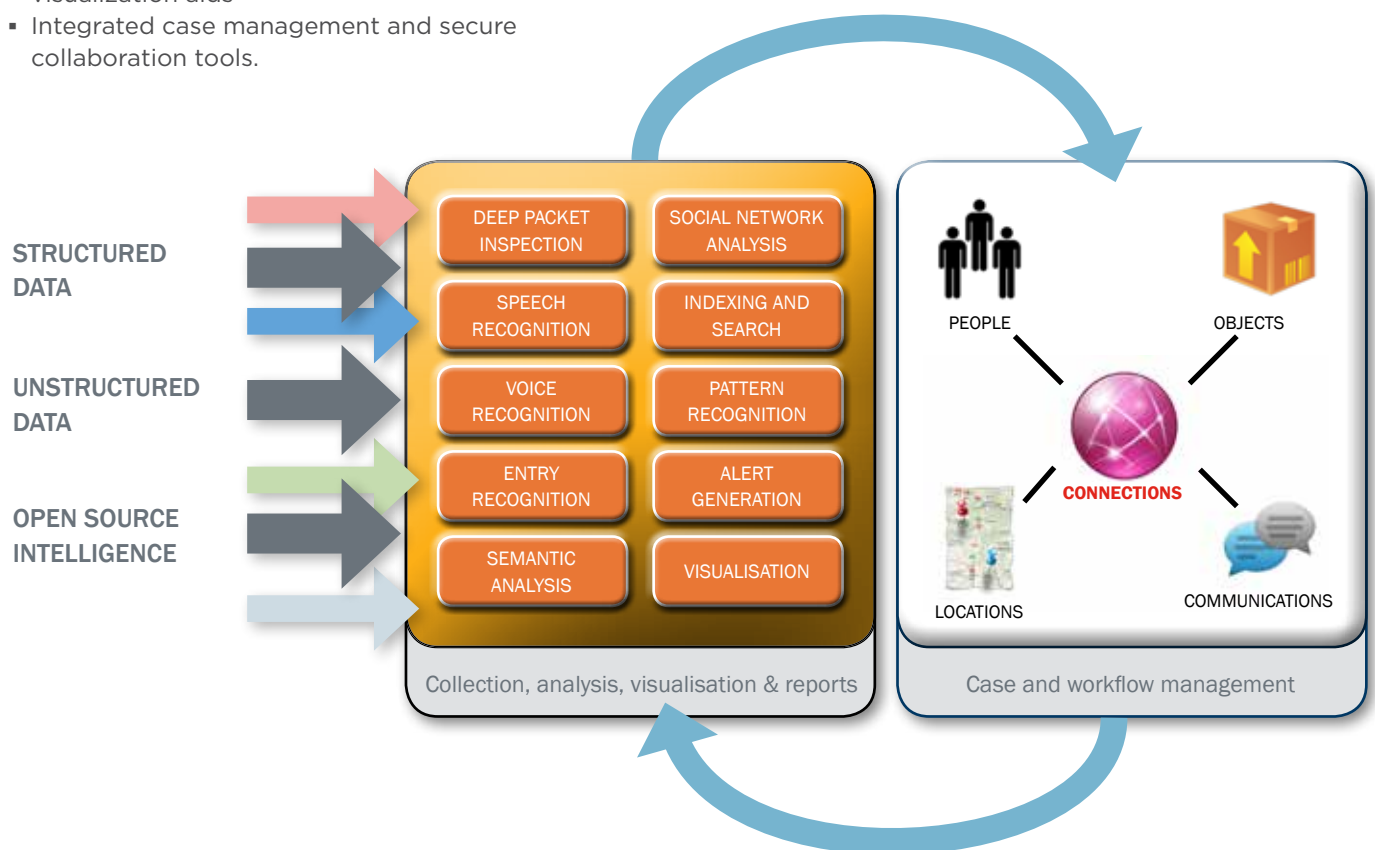 visualization aids
▪ Integrated case management and secure
collaboration tools.
STRUCTURED
DATA
UNSTRUCTURED
DATA
OPEN SOURCE
INTELLIGENCE
DEEP PACKET
INSPECTION
SOCIAL NETWORK
ANALYSIS
SPEECH
RECOGNITION
INDEXING AND
SEARCH
VOICE
RECOGNITION
PATTERN
RECOGNITION
ENTRY
RECOGNITION
ALERT
GENERATION
SEMANTIC
ANALYSIS
VISUALISATION
Collection, analysis, visualisation & reports
PEOPLE
OBJECTS
CONNECTIONS
LOCATIONS
COMMUNICATIONS
Case and workflow management